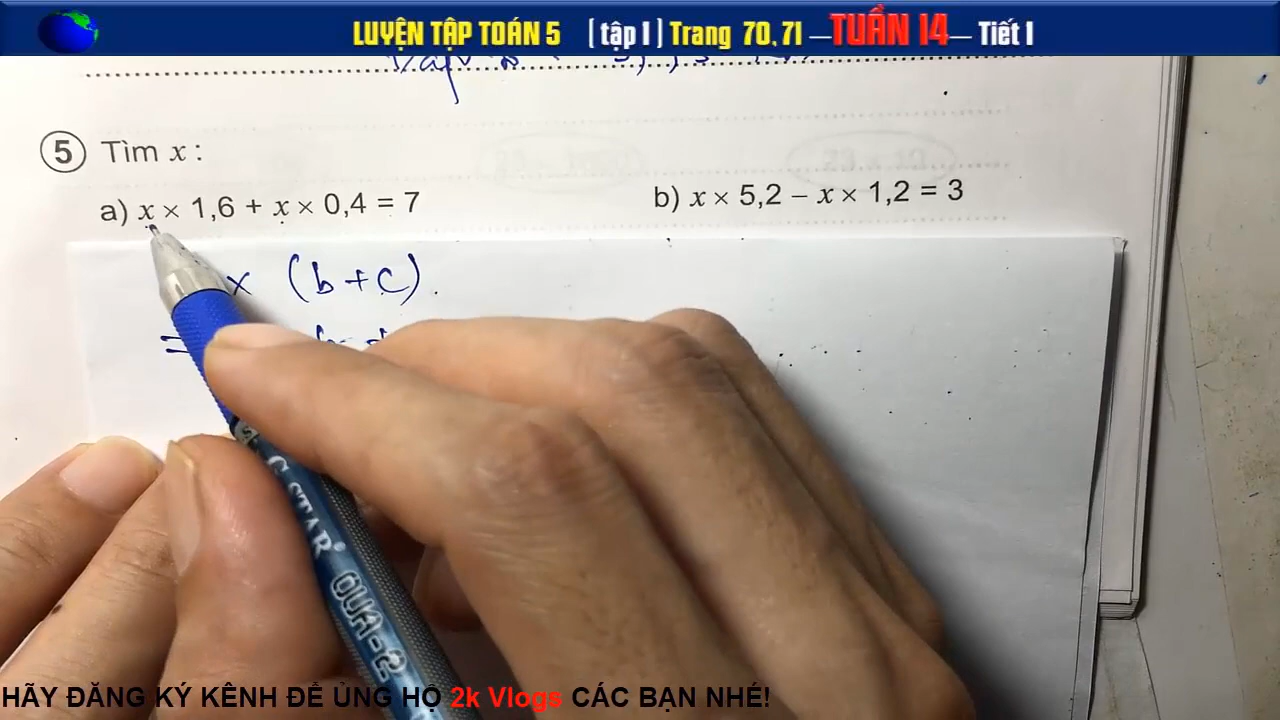 LUYỆN TẬP TOÁN 5 ( tập 1 ) Trang 70, 71 — TUẦN 14 — Tiết 1
5 Tìm x :
a) x × 1,6 + x × 0,4 = 7
b) x × 5,2 – x × 1,2 = 3
x (b + c) .
=
G-STAR® QUA-2
HÃY ĐĂNG KÝ KÊNH ĐỂ ỦNG HỘ 2k Vlogs CÁC BẠN NHÉ!